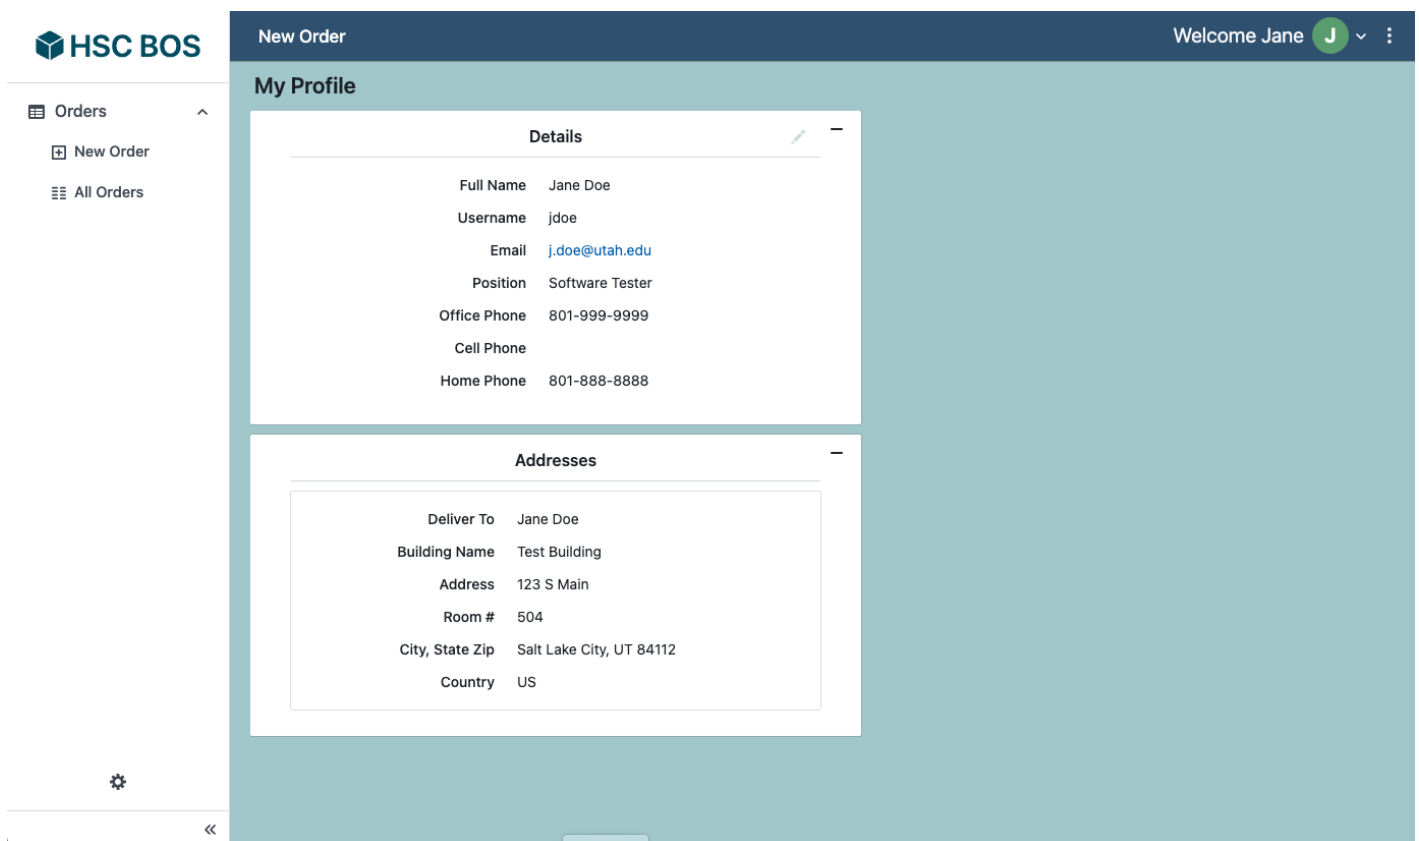 HSC BOS
Orders
New Order
All Orders
New Order
Welcome Jane J
My Profile
Details
Full Name Jane Doe
Username jdoe
Email j.doe@utah.edu
Position Software Tester
Office Phone 801-999-9999
Cell Phone
Home Phone 801-888-8888
Addresses
Deliver To Jane Doe
Building Name Test Building
Address 123 S Main
Room # 504
City, State Zip Salt Lake City, UT 84112
Country US